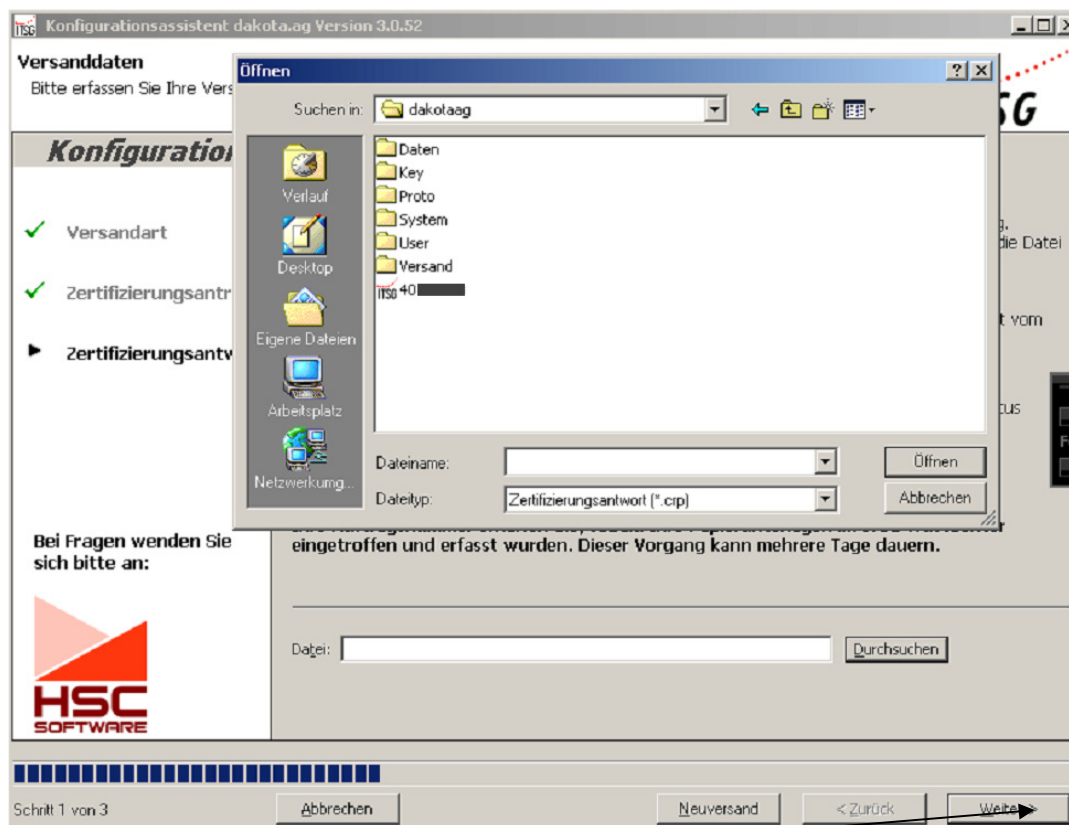 Konfigurationsassistent dakota.ag Version 3.0.52
Versanddaten
Bitte erfassen Sie Ihre Vers
SG
Öffnen
Suchen in:
dakotaag
Verlauf
Desktop
Eigene Dateien
Arbeitsplatz
Netzwerkumg...
Daten
Key
Proto
System
User
Versand
ITSG 40
Dateiname:
Öffnen
Dateityp:
Zertifizierungsantwort (*.crp)
Abbrechen
Konfiguration
Versandart
Zertifizierungsantr
Zertifizierungsantw
g,
die Datei
t vom
tus
eingetroffen und erfasst wurden. Dieser Vorgang kann mehrere Tage dauern.
Bei Fragen wenden Sie
sich bitte an:
HSC
SOFTWARE
Datei:
Durchsuchen
Schritt 1 von 3
Abbrechen
Neuversand
< Zurück
Weiter >